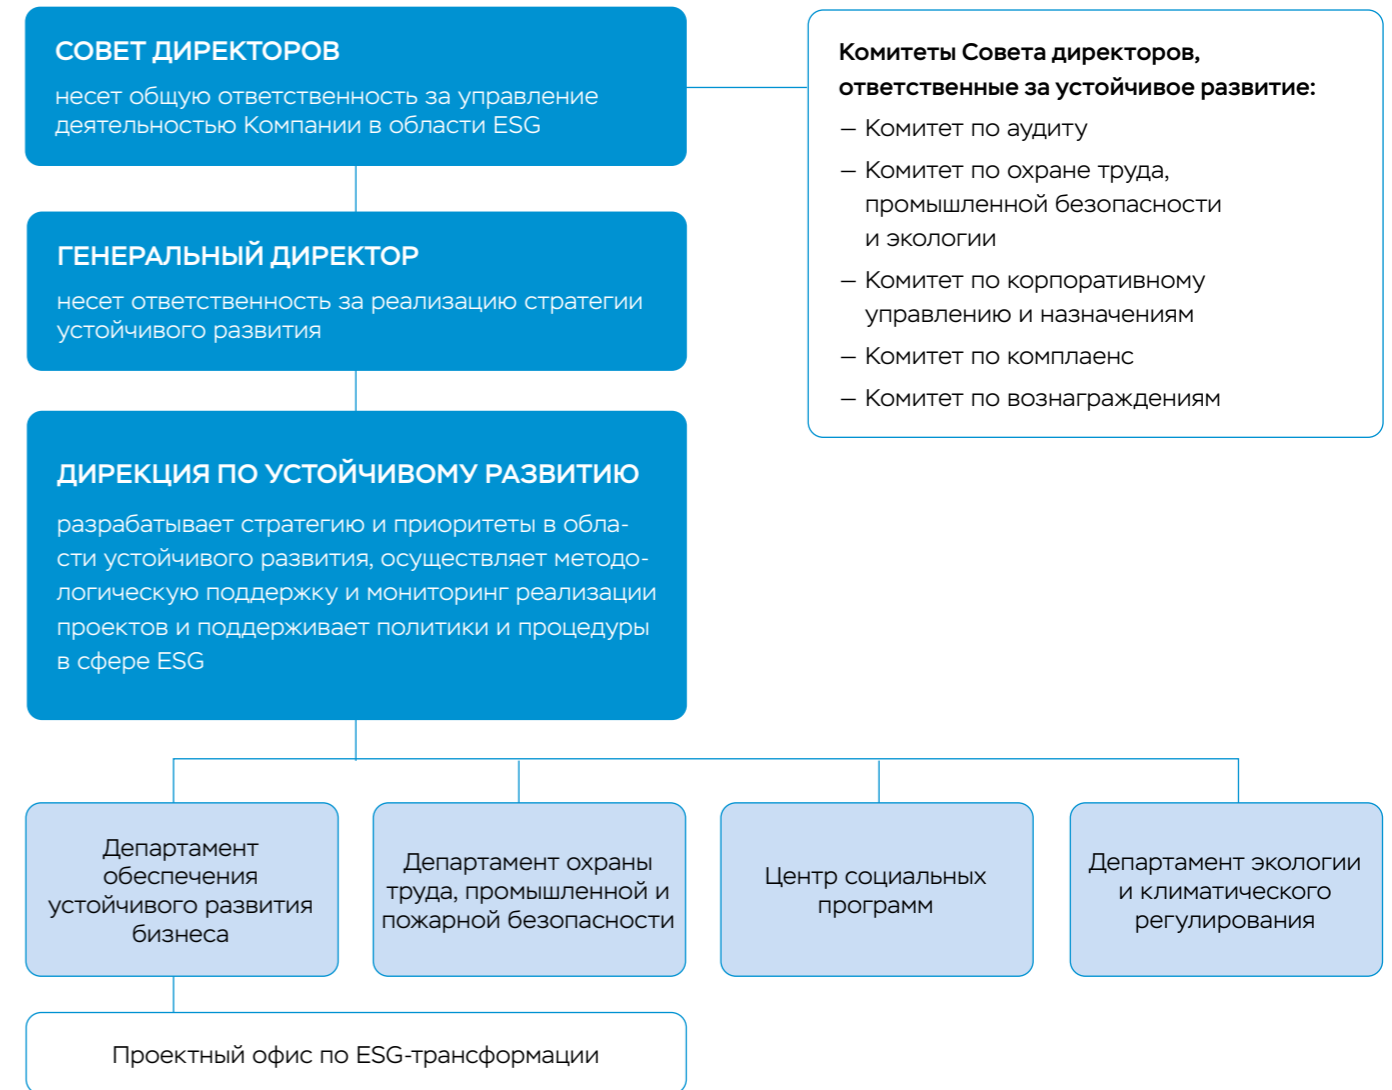 СОВЕТ ДИРЕКТОРОВ
несет общую ответственность за управление
деятельностью Компании в области ESG
Комитеты Совета директоров,
ответственные за устойчивое развитие:
— Комитет по аудиту
— Комитет по охране труда,
промышленной безопасности
и экологии
— Комитет по корпоративному
управлению и назначениям
— Комитет по комплаенс
— Комитет по вознаграждениям
ГЕНЕРАЛЬНЫЙ ДИРЕКТОР
несет ответственность за реализацию стратегии
устойчивого развития
ДИРЕКЦИЯ ПО УСТОЙЧИВОМУ РАЗВИТИЮ
разрабатывает стратегию и приоритеты в обла-
сти устойчивого развития, осуществляет методо-
логическую поддержку и мониторинг реализации
проектов и поддерживает политики и процедуры
в сфере ESG
Департамент
обеспечения
устойчивого развития
бизнеса
Департамент охраны
труда, промышленной и
пожарной безопасности
Центр социальных
программ
Департамент экологии
и климатического
регулирования
Проектный офис по ESG-трансформации